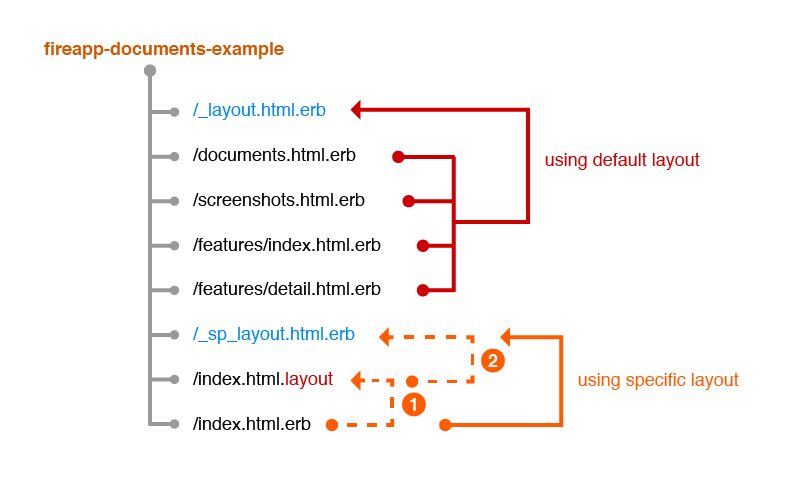 fireapp-documents-example
/_layout.html.erb
/documents.html.erb
using default layout
/screenshots.html.erb
/features/index.html.erb
/features/detail.html.erb
/_sp_layout.html.erb
2
/index.html.layout
using specific layout
1
/index.html.erb